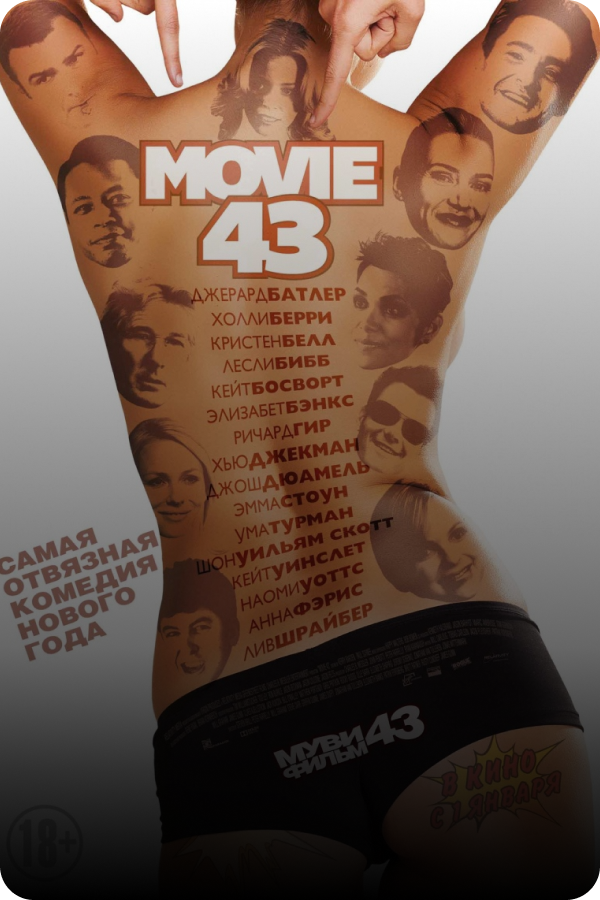 MOVIE
43
ДЖЕРАРДБАТЛЕР
ХОЛЛИБЕРРИ
КРИСТЕНБЕЛЛ
ЛЕСЛИБИББ
КЕЙТБОСВОРТ
ЭЛИЗАБЕТБЭНКС
РИЧАРДГИР
ХЬЮДЖЕКМАН
ДЖОШДЮАМЕЛЬ
ЭММАСТОУН
УМАТУРМАН
ШОНУИЛЬЯМ СКОТТ
КЕЙТУИНСЛЕТ
НАОМИУОТТС
АННАФЭРИС
ЛИВШРАЙБЕР
САМАЯ
ОТВЯЗНАЯ
КОМЕДИЯ
НОВОГО
ГОДА
МУВИ
ФИЛЬМ43
В КИНО
С 1 ЯНВАРЯ
18+